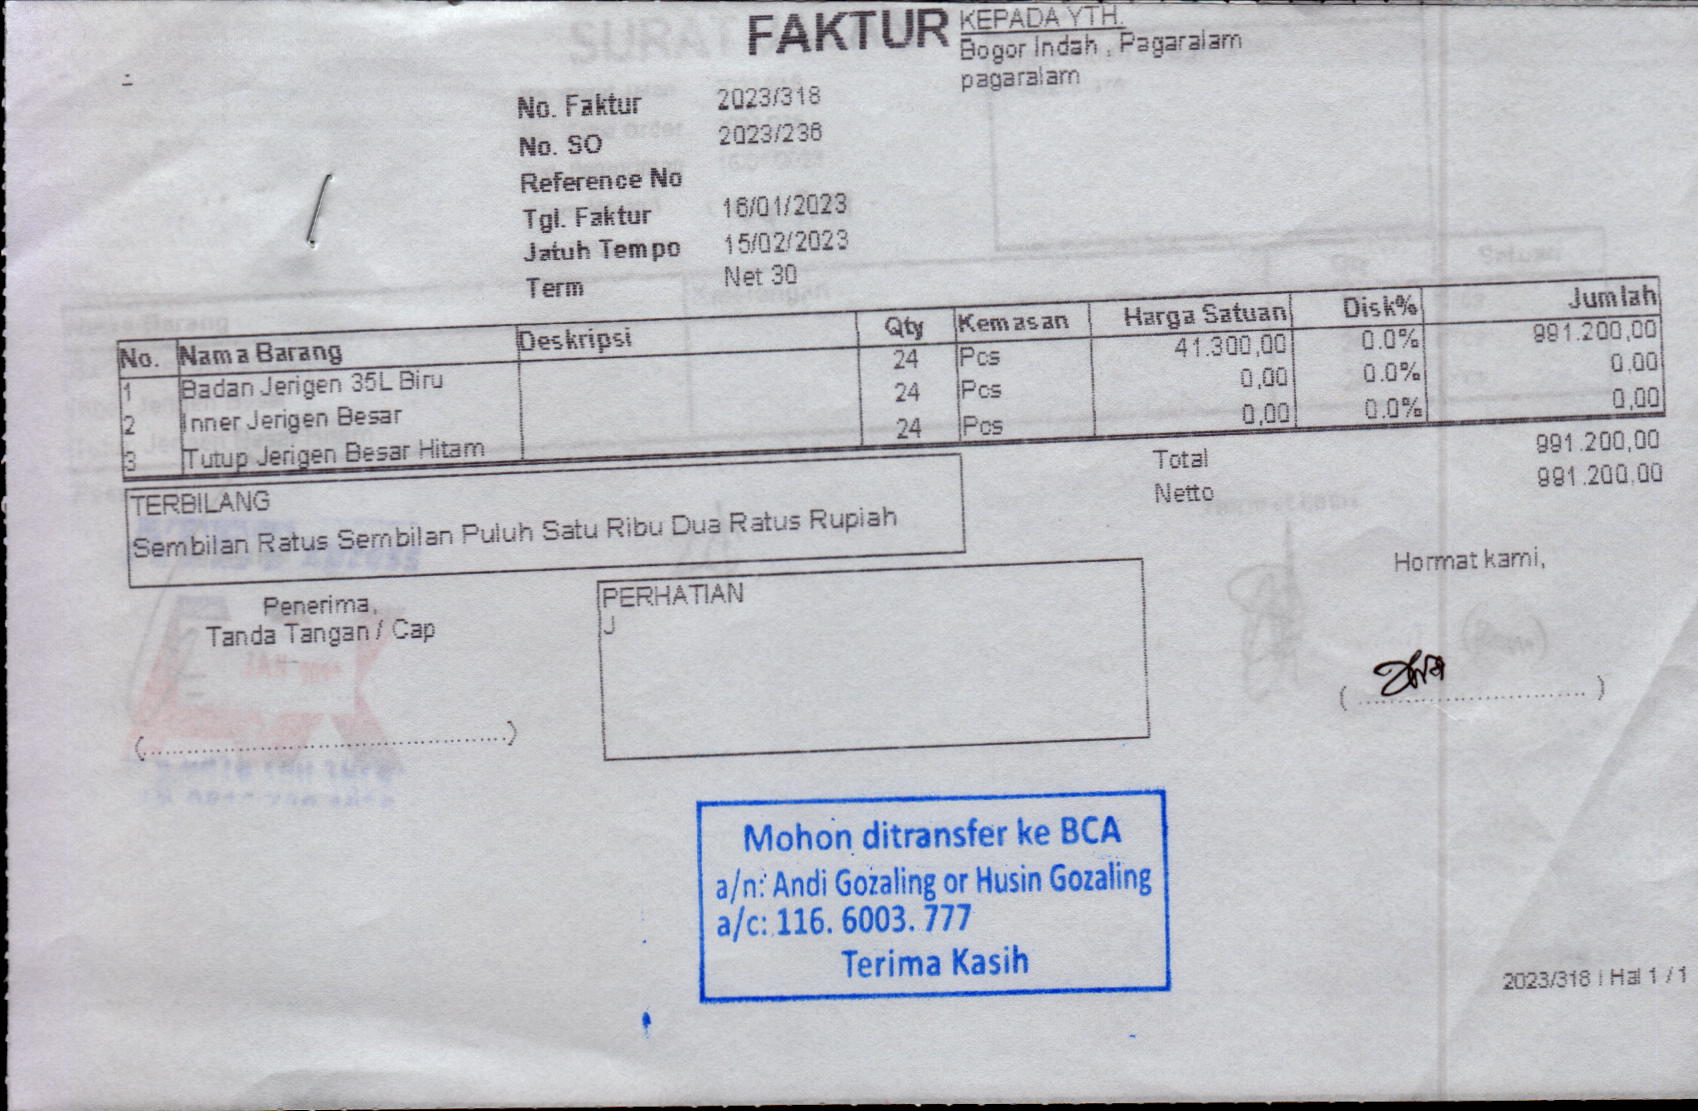 FAKTUR
KEPADA YTH.
Bogor Indah , Pagaralam
pagaralam
No. Faktur 2023/318
No. SO 2023/236
Reference No
Tgl. Faktur 16/01/2023
Jatuh Tempo 15/02/2023
Term Net 30
No. Nama Barang Deskripsi Qty Kemasan Harga Satuan Disk% Jumlah
1 Badan Jerigen 35L Biru 24 Pcs 41.300,00 0.0% 991.200,00
2 Inner Jerigen Besar 24 Pcs 0,00 0.0% 0,00
3 Tutup Jerigen Besar Hitam 24 Pcs 0,00 0.0% 0,00
Total 991.200,00
Netto 991.200,00
TERBILANG
Sembilan Ratus Sembilan Puluh Satu Ribu Dua Ratus Rupiah
Penerima,
Tanda Tangan / Cap
(..................................................)
PERHATIAN
J
Hormat kami,
(................................)
Mohon ditransfer ke BCA
a/n: Andi Gozaling or Husin Gozaling
a/c: 116. 6003. 777
Terima Kasih
2023/318 | Hal 1 / 1